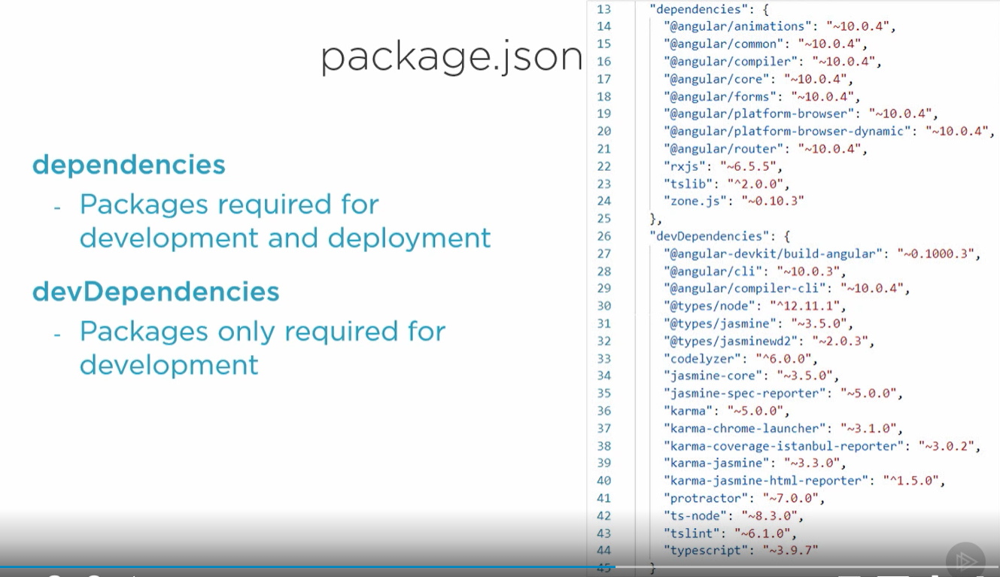 package.json
dependencies
- Packages required for
development and deployment
devDependencies
- Packages only required for
development
13 "dependencies": {
14 "@angular/animations": "~10.0.4",
15 "@angular/common": "~10.0.4",
16 "@angular/compiler": "~10.0.4",
17 "@angular/core": "~10.0.4",
18 "@angular/forms": "~10.0.4",
19 "@angular/platform-browser": "~10.0.4",
20 "@angular/platform-browser-dynamic": "~10.0.4",
21 "@angular/router": "~10.0.4",
22 "rxjs": "~6.5.5",
23 "tslib": "^2.0.0",
24 "zone.js": "~0.10.3"
25 },
26 "devDependencies": {
27 "@angular-devkit/build-angular": "~0.1000.3",
28 "@angular/cli": "~10.0.3",
29 "@angular/compiler-cli": "~10.0.4",
30 "@types/node": "^12.11.1",
31 "@types/jasmine": "~3.5.0",
32 "@types/jasminewd2": "~2.0.3",
33 "codelyzer": "^6.0.0",
34 "jasmine-core": "~3.5.0",
35 "jasmine-spec-reporter": "~5.0.0",
36 "karma": "~5.0.0",
37 "karma-chrome-launcher": "~3.1.0",
38 "karma-coverage-istanbul-reporter": "~3.0.2",
39 "karma-jasmine": "~3.3.0",
40 "karma-jasmine-html-reporter": "^1.5.0",
41 "protractor": "~7.0.0",
42 "ts-node": "~8.3.0",
43 "tslint": "~6.1.0",
44 "typescript": "~3.9.7"
45 }